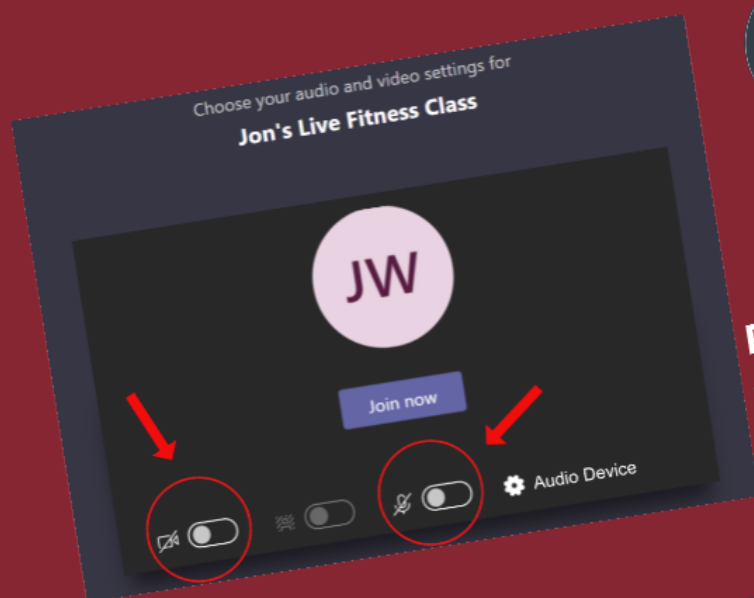 Choose your audio and video settings for
Jon's Live Fitness Class
JW
Join now
Audio Device